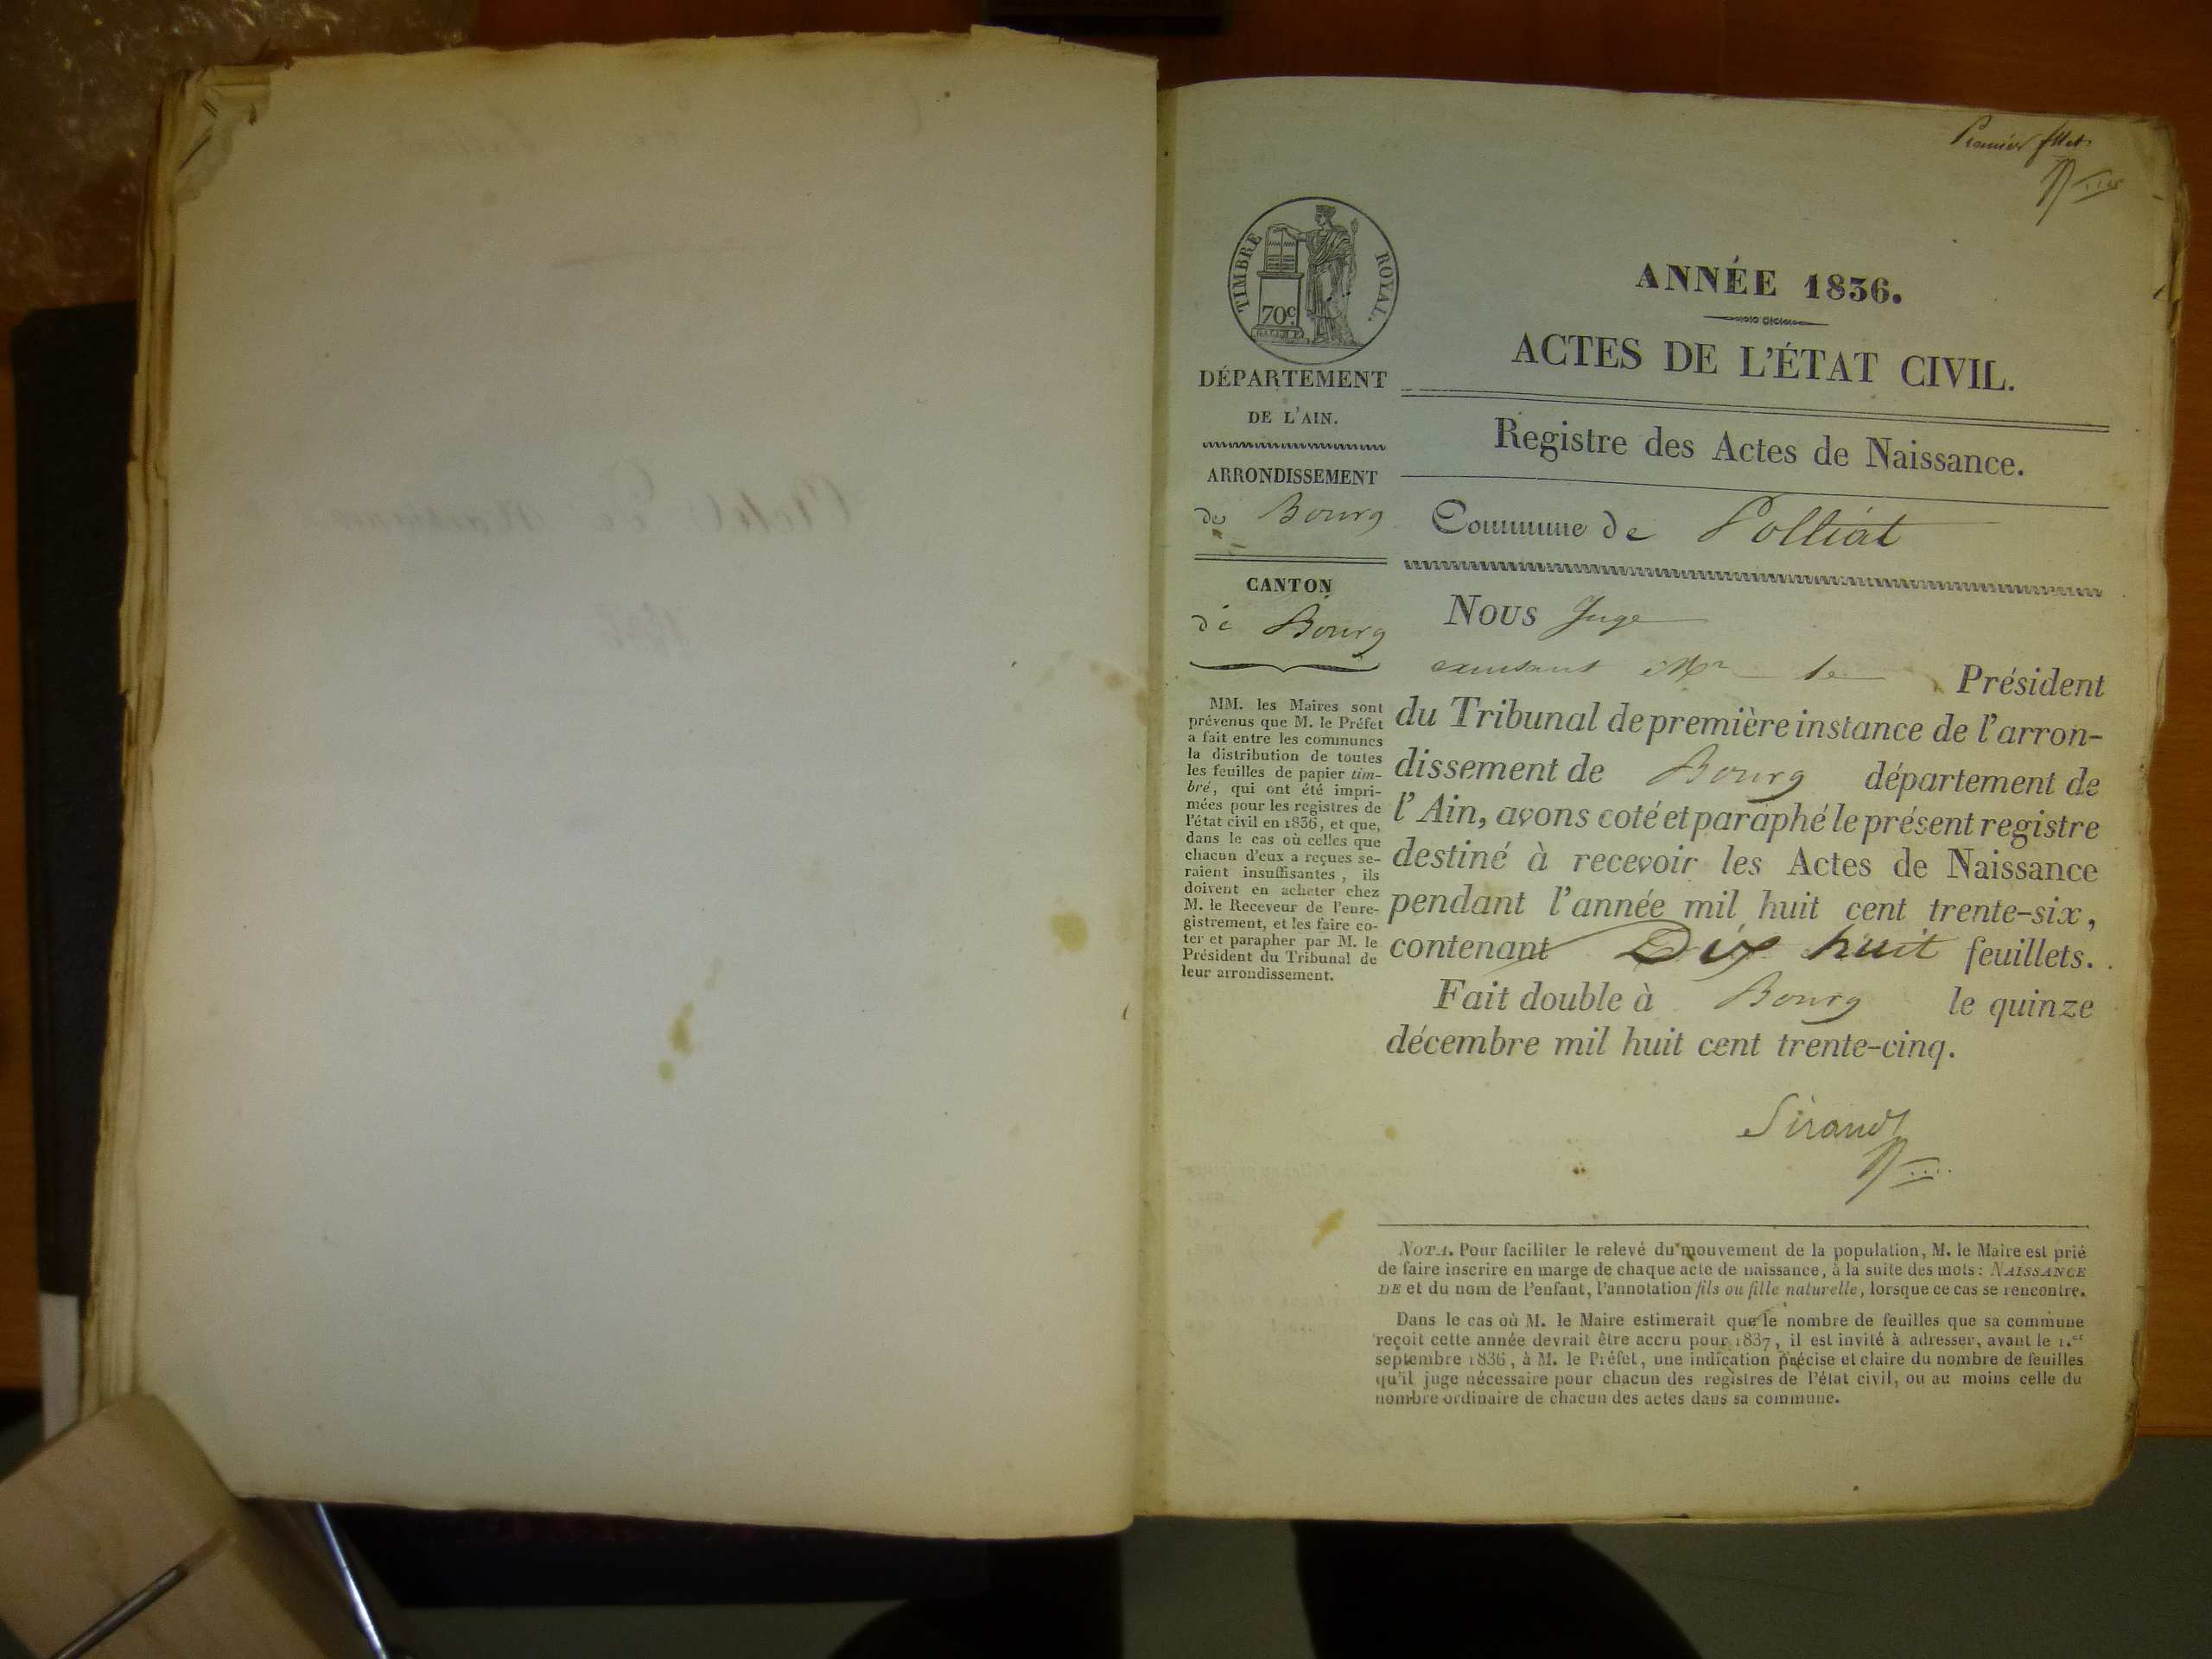 Premier fllet.
TIMBRE ROYAL.
70c.
DÉPARTEMENT
DE L'AIN.
ARRONDISSEMENT
de Bourg
CANTON
de Bourg
MM. les Maires sont
prévenus que M. le Préfet
a fait entre les communes
la distribution de toutes
les feuilles de papier tim-
bré, qui ont été impri-
mées pour les registres de
l'état civil en 1836, et que,
dans le cas où celles que
chacun d'eux a reçues se-
raient insuffisantes, ils
doivent en acheter chez
M. le Receveur de l'enre-
gistrement, et les faire co-
ter et parapher par M. le
Président du Tribunal de
leur arrondissement.
ANNÉE 1836.
ACTES DE L'ÉTAT CIVIL.
Registre des Actes de Naissance.
Commune de Polliat
Nous Juge
Mr le Président
du Tribunal de première instance de l'arron-
dissement de Bourg département de
l'Ain, avons coté et paraphé le présent registre
destiné à recevoir les Actes de Naissance
pendant l'année mil huit cent trente-six,
contenant Dix huit feuillets.
Fait double à Bourg le quinze
décembre mil huit cent trente-cinq.
Sirand
NOTA. Pour faciliter le relevé du mouvement de la population, M. le Maire est prié
de faire inscrire en marge de chaque acte de naissance, à la suite des mots: NAISSANCE
DE et du nom de l'enfant, l'annotation fils ou fille naturelle, lorsque ce cas se rencontre.
Dans le cas où M. le Maire estimerait que le nombre de feuilles que sa commune
reçoit cette année devrait être accru pour 1837, il est invité à adresser, avant le 1.er
septembre 1836, à M. le Préfet, une indication précise et claire du nombre de feuilles
qu'il juge nécessaire pour chacun des registres de l'état civil, ou au moins celle du
nombre ordinaire de chacun des actes dans sa commune.